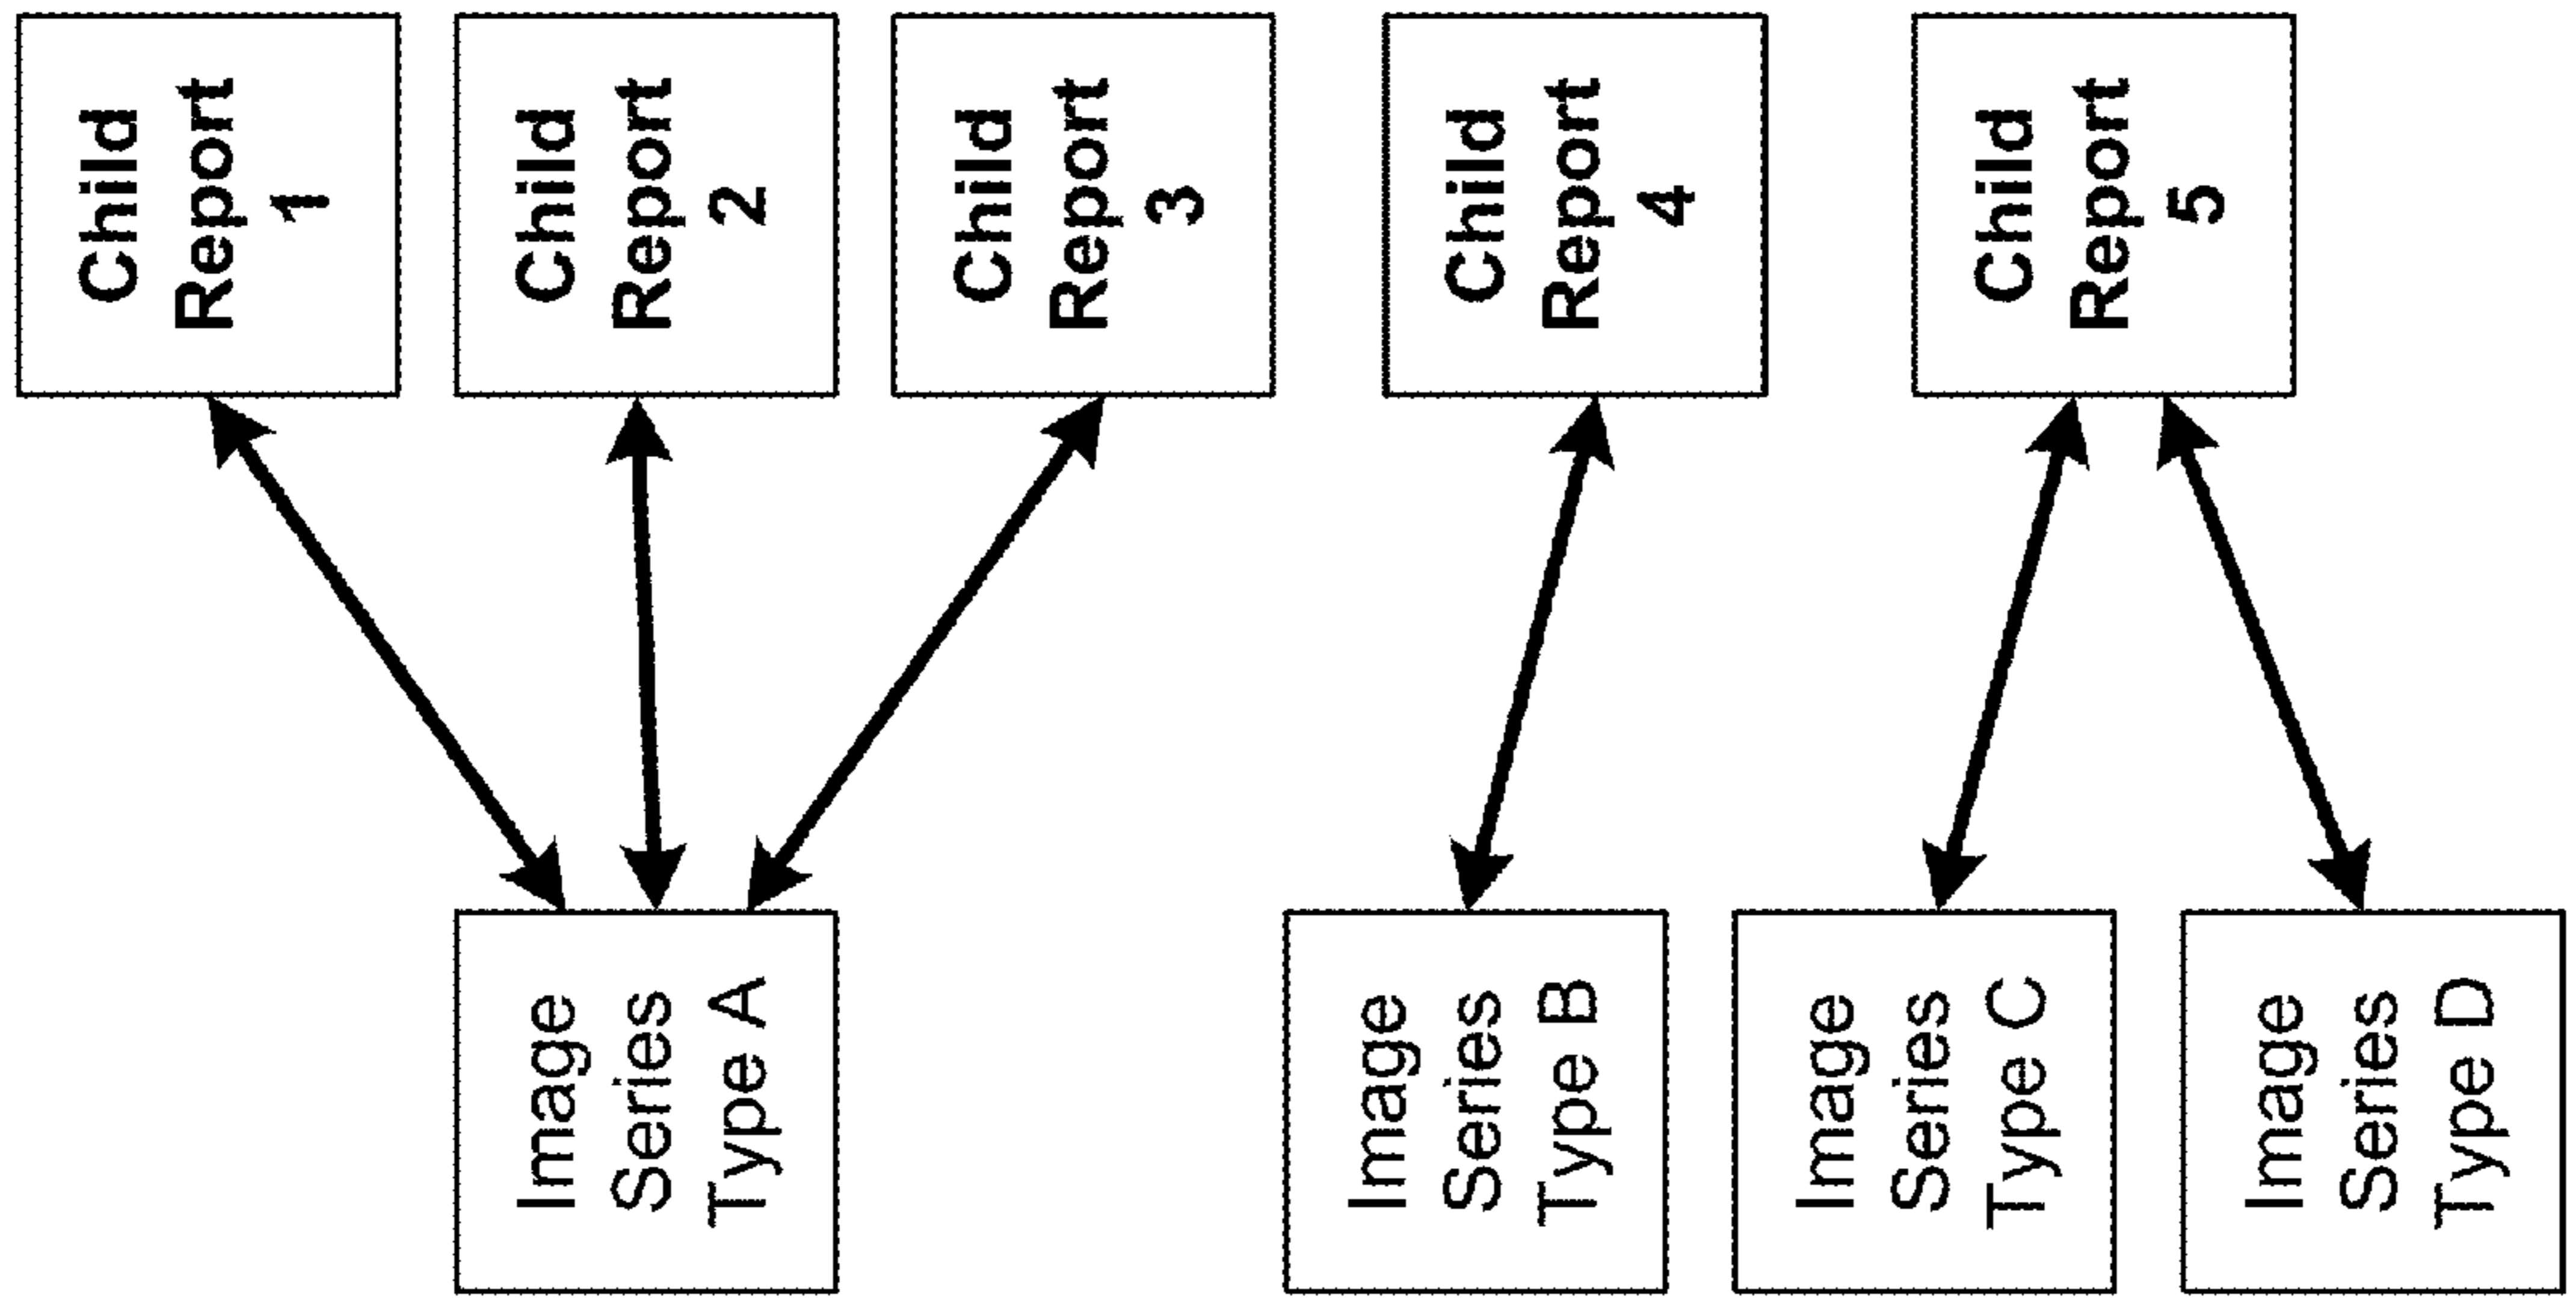 Child
Report
1
Child
Report
2
Child
Report
3
Child
Report
4
Child
Report
5
Image
Series
Type A
Image
Series
Type B
Image
Series
Type C
Image
Series
Type D